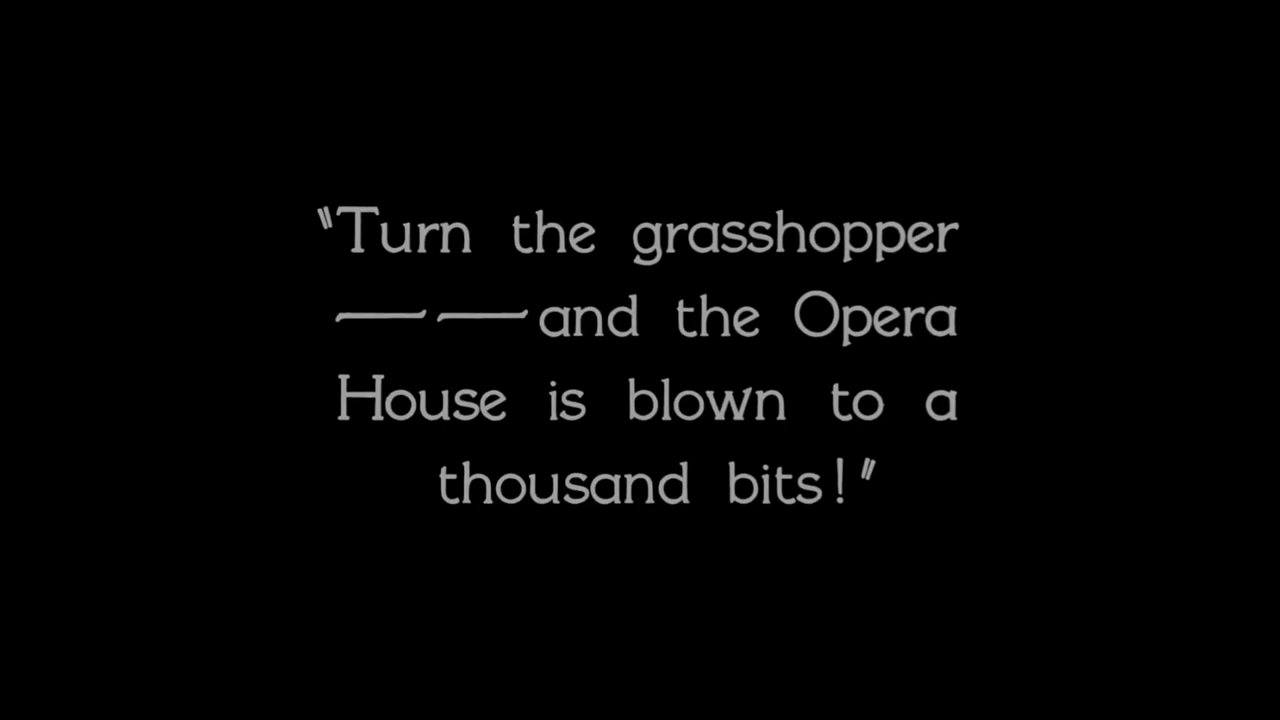 "Turn the grasshopper
——and the Opera
House is blown to a
thousand bits!"